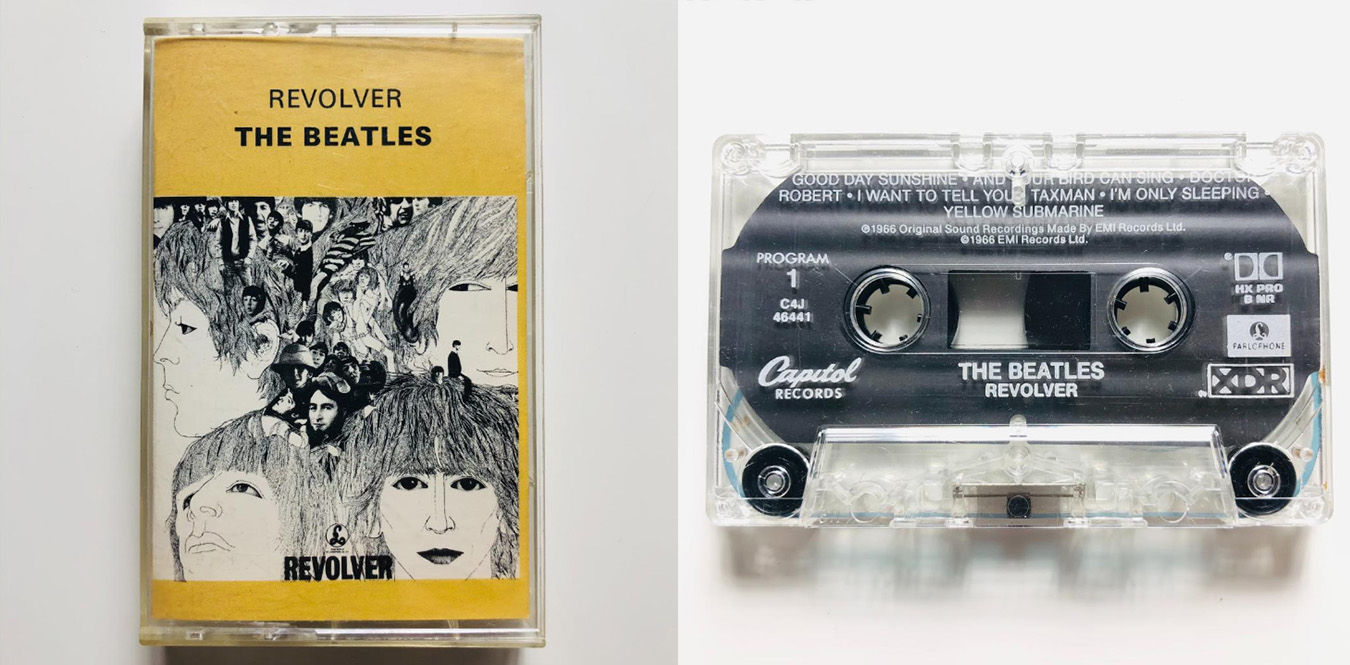 REVOLVER
THE BEATLES
REVOLVER
GOOD DAY SUNSHINE • AND YOUR BIRD CAN SING • DOCTOR
ROBERT • I WANT TO TELL YOU TAXMAN • I'M ONLY SLEEPING
YELLOW SUBMARINE
℗1966 Original Sound Recordings Made By EMI Records Ltd.
©1966 EMI Records Ltd.
PROGRAM
1
C4J
46441
HX PRO
B NR
PARLOPHONE
Capitol
RECORDS
THE BEATLES
REVOLVER
XDR